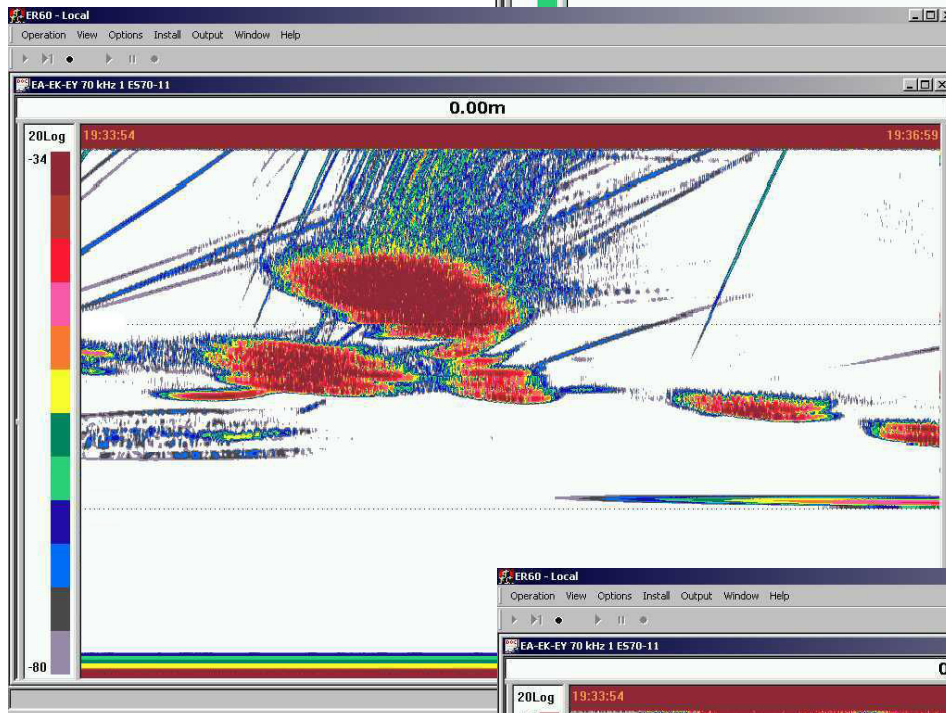 ER60 - Local
Operation View Options Install Output Window Help
EA-EK-EY 70 kHz 1 ES70-11
0.00m
20Log
19:33:54
19:36:59
-34
-80
ER60 - Local
Operation View Options Install Output Window Help
EA-EK-EY 70 kHz 1 ES70-11
0
20Log
19:33:54